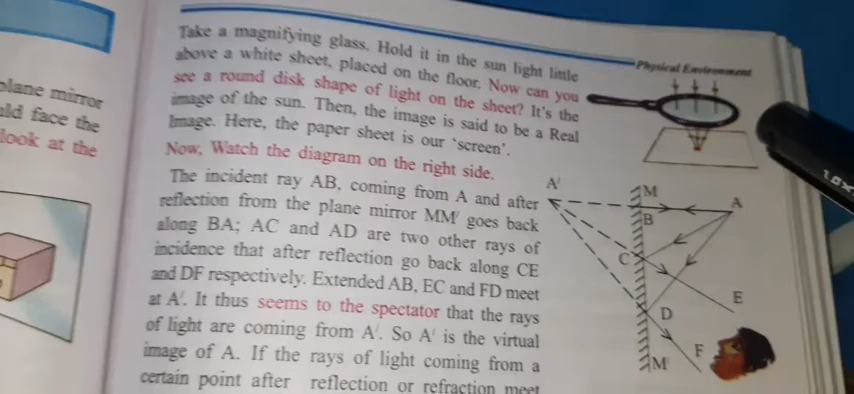 Physical Environment
plane mirror
face the
look at the
Take a magnifying glass. Hold it in the sun light little
above a white sheet, placed on the floor. Now can you
see a round disk shape of light on the sheet? It's the
image of the sun. Then, the image is said to be a Real
Image. Here, the paper sheet is our 'screen'.
Now, Watch the diagram on the right side.
The incident ray AB, coming from A and after
reflection from the plane mirror MM' goes back
along BA; AC and AD are two other rays of
incidence that after reflection go back along CE
and DF respectively. Extended AB, EC and FD meet
at A'. It thus seems to the spectator that the rays
of light are coming from A'. So A' is the virtual
image of A. If the rays of light coming from a
certain point after reflection or refraction meet
A'
M
A
B
C
E
D
F
M'
1.0